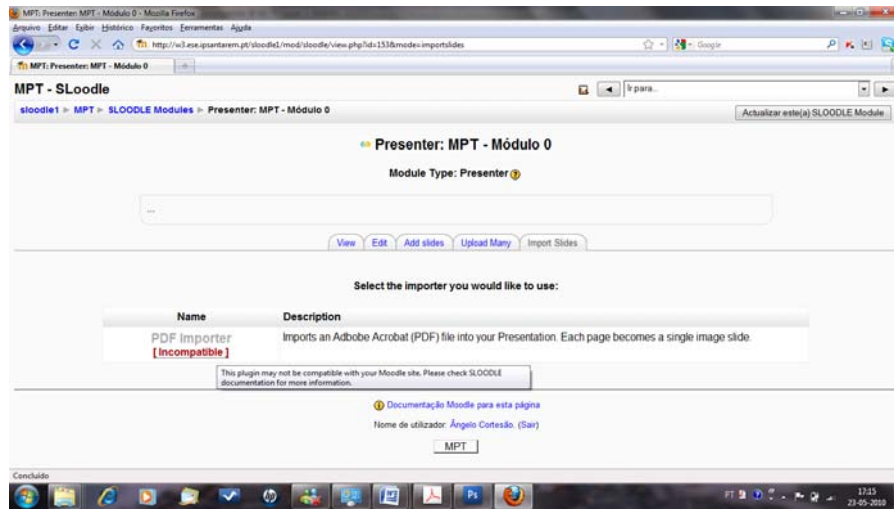 MPT: Presenter: MPT - Módulo 0 - Mozilla Firefox
Arquivo Editar Exibir Histórico Favoritos Ferramentas Ajuda
http://w3.ese.ipsantarem.pt/sloodle1/mod/sloodle/view.php?id=153&mode=importslides
Google
MPT: Presenter: MPT - Módulo 0
MPT - SLoodle
Ir para...
sloodle1 ► MPT ► SLOODLE Modules ► Presenter: MPT - Módulo 0
Actualizar este(a) SLOODLE Module
Presenter: MPT - Módulo 0
Module Type: Presenter
...
View Edit Add slides Upload Many Import Slides
Select the importer you would like to use:
Name Description
PDF Importer Imports an Adbobe Acrobat (PDF) file into your Presentation. Each page becomes a single image slide.
[ Incompatible ]
This plugin may not be compatible with your Moodle site. Please check SLOODLE
documentation for more information.
Documentação Moodle para esta página
Nome de utilizador: Ângelo Cortesão. (Sair)
MPT
Concluído
PT 17:15
23-05-2010